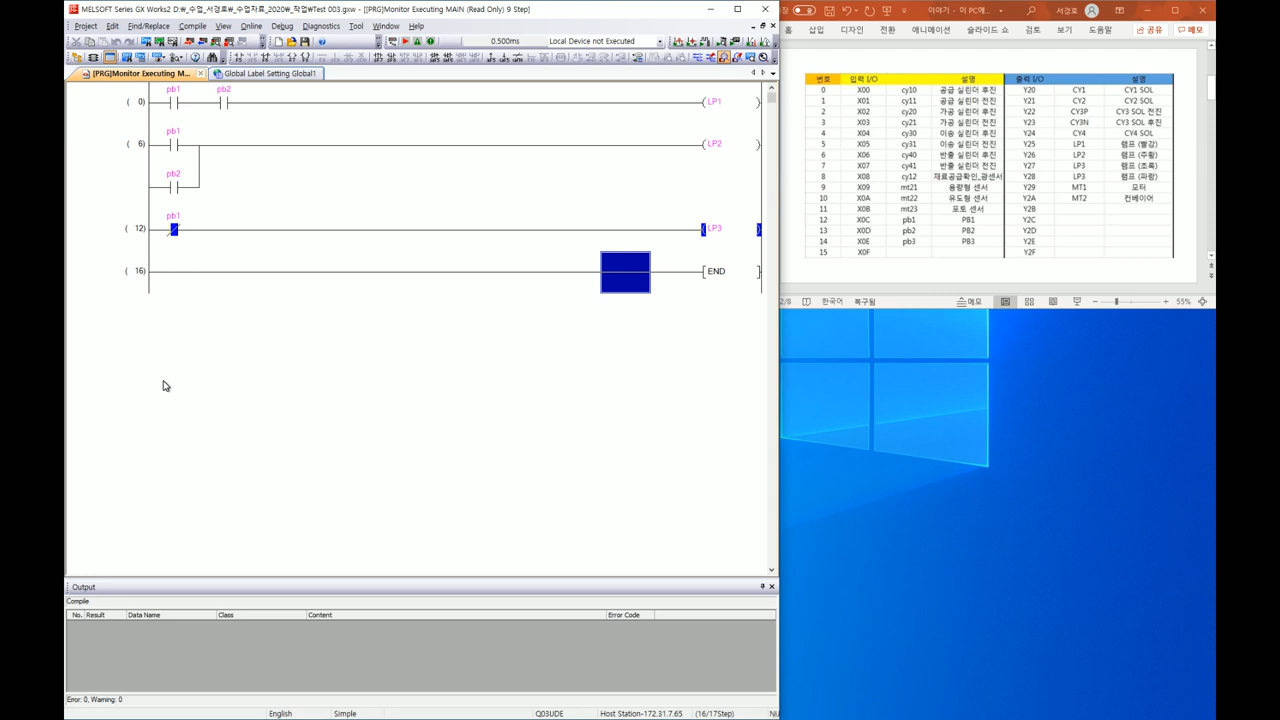 MELSOFT Series GX Works2 D:₩_수업_서경호₩_수업자료_2020₩_작업₩Test 003.gxw - [[PRG]Monitor Executing MAIN (Read Only) 9 Step]
Project Edit Find/Replace Compile View Online Debug Diagnostics Tool Window Help
0.500ms Local Device not Executed
[PRG]Monitor Executing M... Global Label Setting Global1
pb1 pb2
( 0) LP1
pb1
( 6) LP2
pb2
pb1
( 12) LP3
( 16) END
Output
Compile
No. Result Data Name Class Content Error Code
Error: 0, Warning: 0
English Simple Q03UDE Host Station-172.31.7.65 (16/17Step)
이야기 - 이 PC에... 서경호
홈 삽입 디자인 전환 애니메이션 슬라이드 쇼 검토 보기 도움말 공유 메모
번호 입력 I/O 설명 출력 I/O 설명
0 X00 cy10 공급 실린더 후진 Y20 CY1 CY1 SOL
1 X01 cy11 공급 실린더 전진 Y21 CY2 CY2 SOL
2 X02 cy20 가공 실린더 후진 Y22 CY3P CY3 SOL 전진
3 X03 cy21 가공 실린더 전진 Y23 CY3N CY3 SOL 후진
4 X04 cy30 이송 실린더 후진 Y24 CY4 CY4 SOL
5 X05 cy31 이송 실린더 전진 Y25 LP1 램프 (빨강)
6 X06 cy40 반출 실린더 후진 Y26 LP2 램프 (주황)
7 X07 cy41 반출 실린더 전진 Y27 LP3 램프 (초록)
8 X08 cy12 재료공급확인_광센서 Y28 LP3 램프 (파랑)
9 X09 mt21 용량형 센서 Y29 MT1 모터
10 X0A mt22 유도형 센서 Y2A MT2 컨베이어
11 X0B mt23 포토 센서 Y2B
12 X0C pb1 PB1 Y2C
13 X0D pb2 PB2 Y2D
14 X0E pb3 PB3 Y2E
15 X0F Y2F
2/8 한국어 복구됨 메모 55%